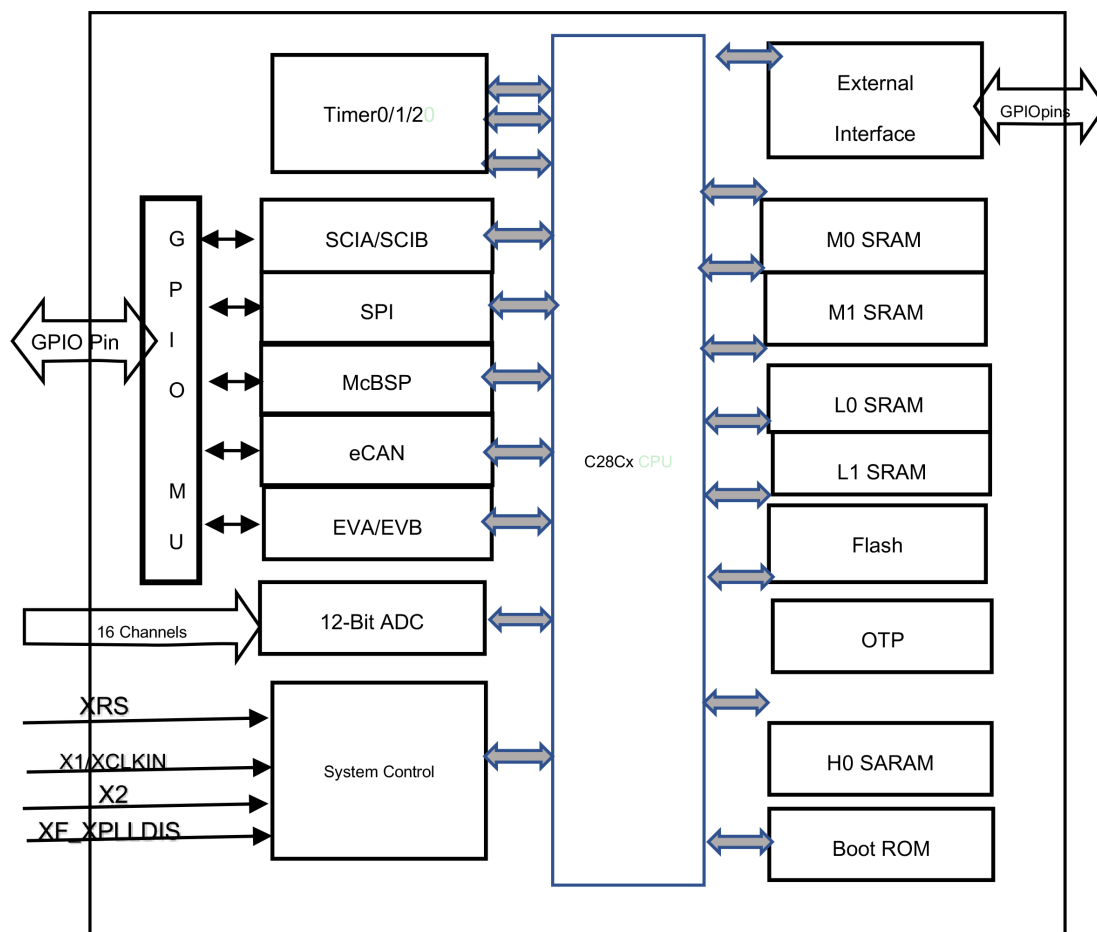 Timer0/1/20
External
Interface
GPIOpins
G
P
I
O
M
U
SCIA/SCIB
SPI
McBSP
eCAN
EVA/EVB
GPIO Pin
M0 SRAM
M1 SRAM
L0 SRAM
L1 SRAM
C28Cx CPU
Flash
12-Bit ADC
16 Channels
OTP
XRS
X1/XCLKIN
X2
XF_XPLLDIS
System Control
H0 SARAM
Boot ROM